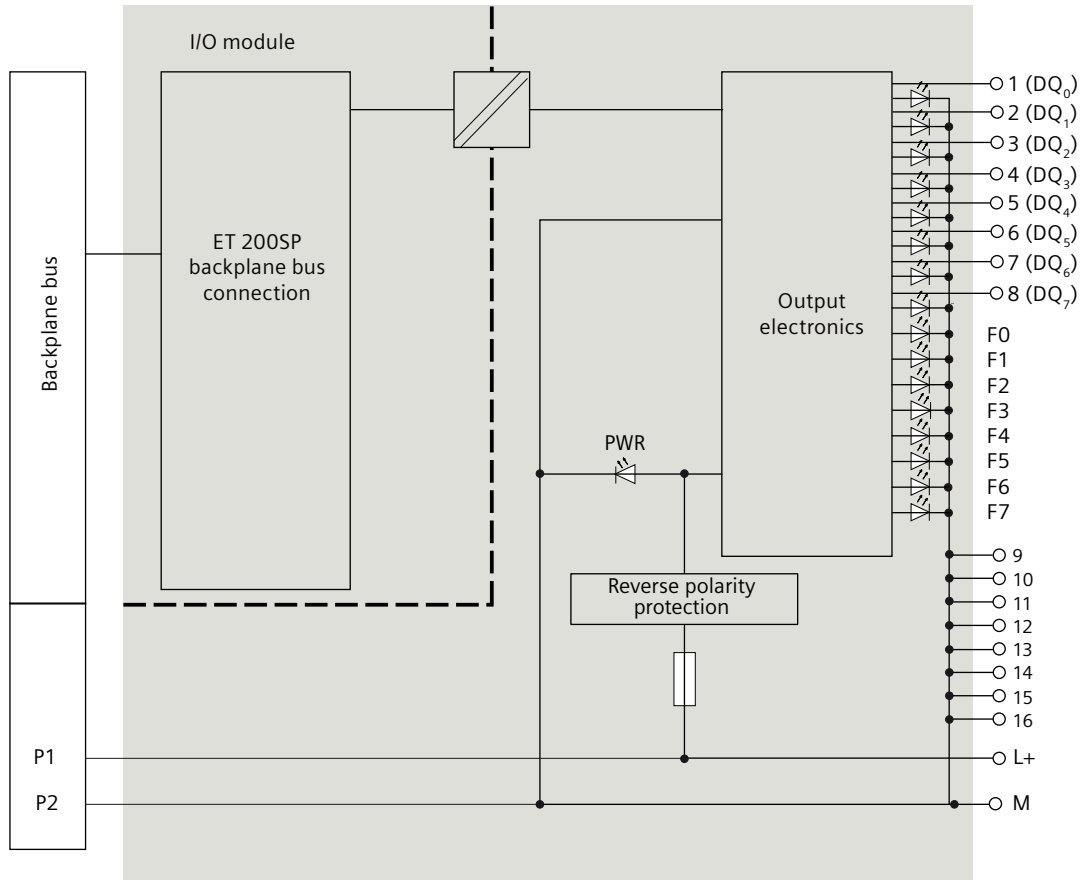 I/O module
Backplane bus
ET 200SP
backplane bus
connection
Output
electronics
1 (DQ₀)
2 (DQ₁)
3 (DQ₂)
4 (DQ₃)
5 (DQ₄)
6 (DQ₅)
7 (DQ₆)
8 (DQ₇)
F0
F1
F2
F3
F4
F5
F6
F7
PWR
Reverse polarity
protection
9
10
11
12
13
14
15
16
P1
L+
P2
M